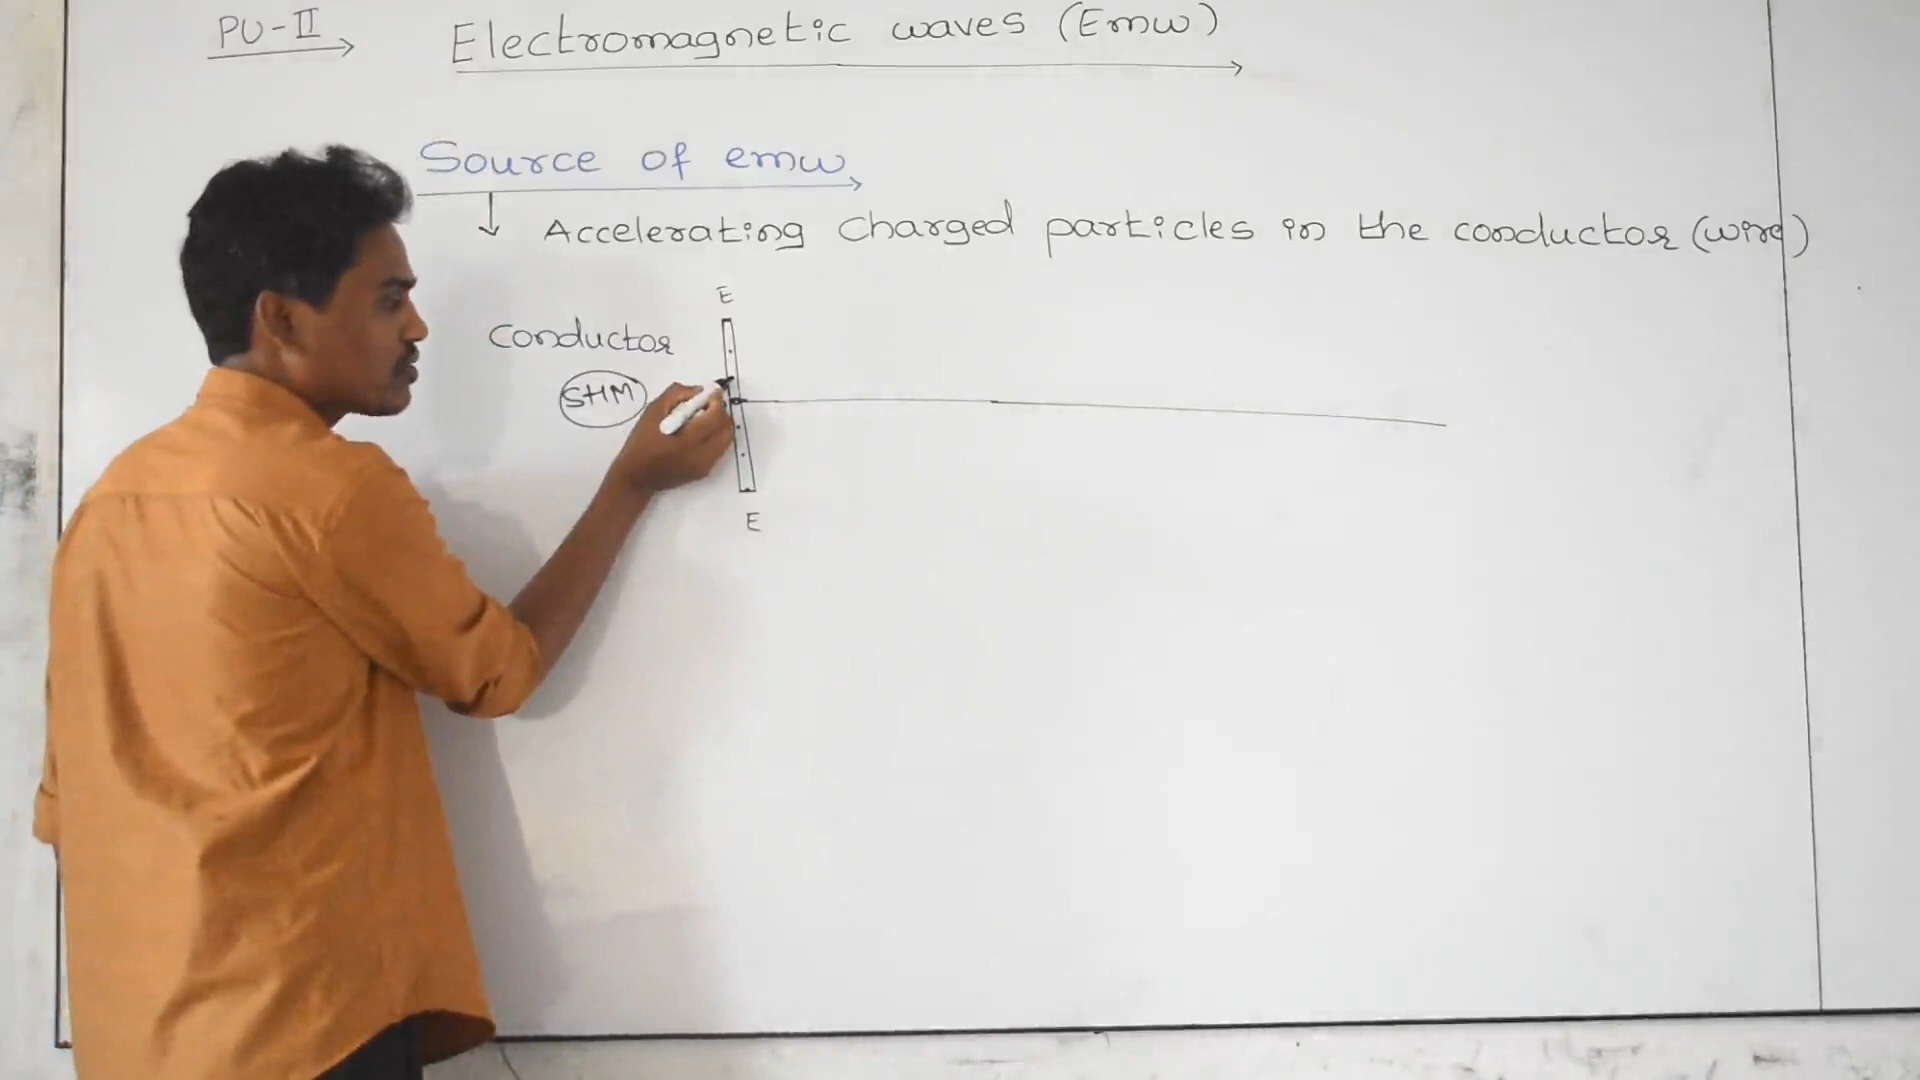 PU-II
Electromagnetic waves (Emw)
Source of emw
Accelerating charged particles in the conductor (wire)
E
Conductor
SHM
E